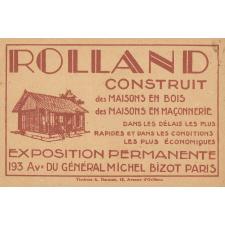 ROLLAND
CONSTRUIT
des MAISONS EN BOIS
des MAISONS EN MAÇONNERIE
DANS LES DÉLAIS LES PLUS
RAPIDES ET DANS LES CONDITIONS
LES PLUS ÉCONOMIQUES
EXPOSITION PERMANENTE
193 Ave DU GÉNÉRAL MICHEL BIZOT PARIS